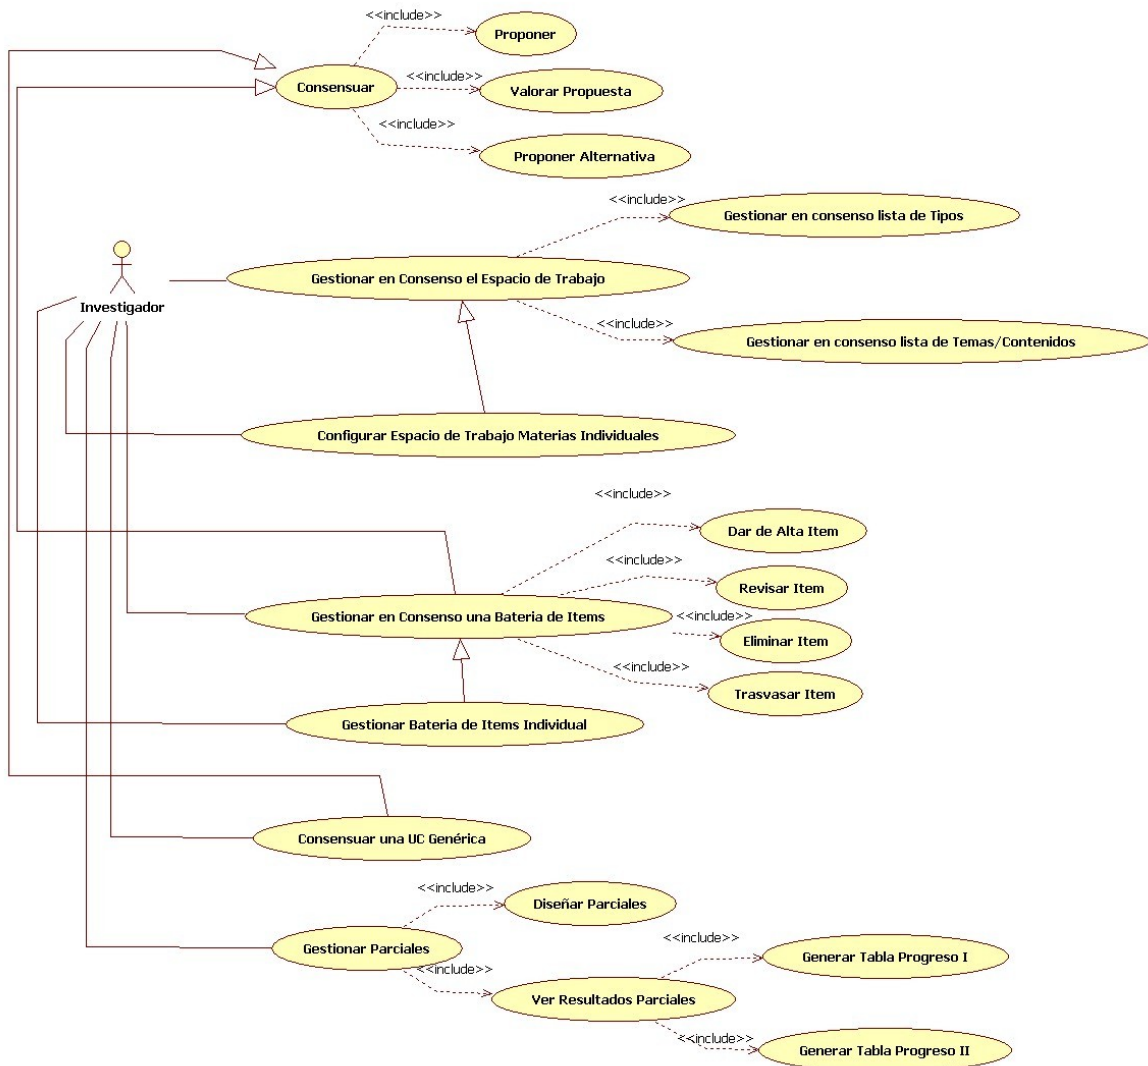 <<include>>
Proponer
<<include>>
Consensuar
Valorar Propuesta
<<include>>
Proponer Alternativa
<<include>>
Gestionar en consenso lista de Tipos
Gestionar en Consenso el Espacio de Trabajo
Investigador
<<include>>
Gestionar en consenso lista de Temas/Contenidos
Configurar Espacio de Trabajo Materias Individuales
<<include>>
Dar de Alta Item
<<include>>
Revisar Item
Gestionar en Consenso una Bateria de Items
<<include>>
Eliminar Item
<<include>>
Trasvasar Item
Gestionar Bateria de Items Individual
Consensuar una UC Genérica
<<include>>
Diseñar Parciales
Gestionar Parciales
<<include>>
<<include>>
Generar Tabla Progreso I
Ver Resultados Parciales
<<include>>
Generar Tabla Progreso II